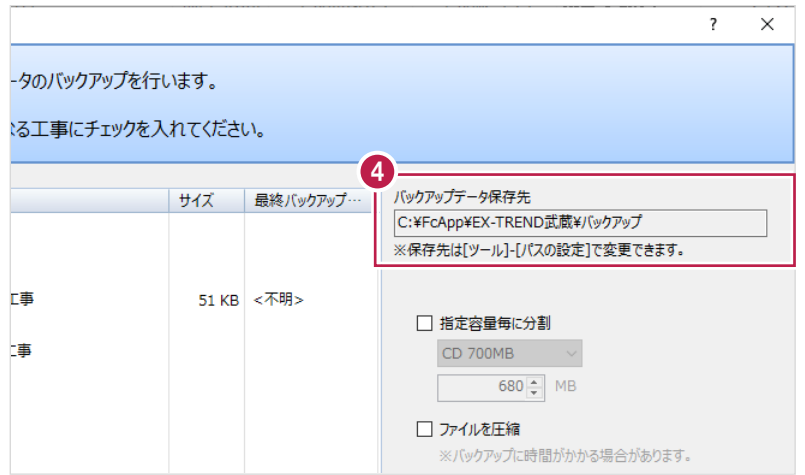 ? ×
-タのバックアップを行います。
なる工事にチェックを入れてください。
4
サイズ 最終バックアップ…
バックアップデータ保存先
C:¥FcApp¥EX-TREND武蔵¥バックアップ
※保存先は[ツール]-[パスの設定]で変更できます。
工事 51 KB <不明>
工事
指定容量毎に分割
CD 700MB
680 MB
ファイルを圧縮
※バックアップに時間がかかる場合があります。